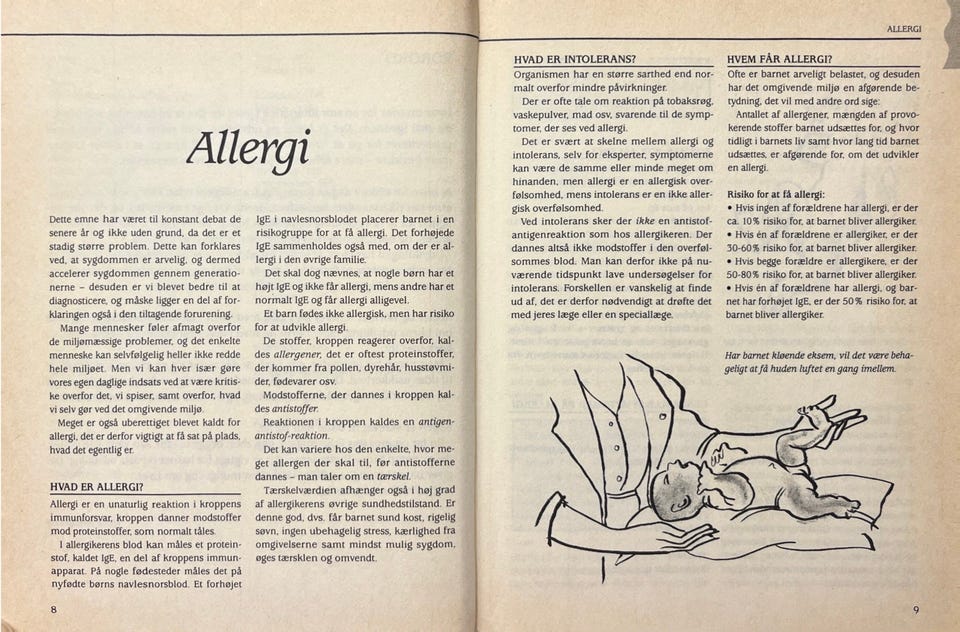 Allergi
Dette emne har været til konstant debat de
senere år og ikke uden grund, da det er et
stadig større problem. Dette kan forklares
ved, at sygdommen er arvelig, og dermed
accelerer sygdommen gennem generatio-
nerne – desuden er vi blevet bedre til at
diagnosticere, og måske ligger en del af for-
klaringen også i den tiltagende forurening.
Mange mennesker føler afmagt overfor
de miljømæssige problemer, og det enkelte
menneske kan selvfølgelig heller ikke redde
hele miljøet. Men vi kan hver især gøre
vores egen daglige indsats ved at være kritis-
ke overfor det, vi spiser, samt overfor, hvad
vi selv gør ved det omgivende miljø.
Meget er også uberettiget blevet kaldt for
allergi, det er derfor vigtigt at få sat på plads,
hvad det egentlig er.
HVAD ER ALLERGI?
Allergi er en unaturlig reaktion i kroppens
immunforsvar, kroppen danner modstoffer
mod proteinstoffer, som normalt tåles.
I allergikerens blod kan måles et protein-
stof, kaldet IgE, en del af kroppens immun-
apparat. På nogle fødesteder måles det på
nyfødte børns navlesnorsblod. Et forhøjet
IgE i navlesnorsblodet placerer barnet i en
risikogruppe for at få allergi. Det forhøjede
IgE sammenholdes også med, om der er al-
lergi i den øvrige familie.
Det skal dog nævnes, at nogle børn har et
højt IgE og ikke får allergi, mens andre har et
normalt IgE og får allergi alligevel.
Et barn fødes ikke allergisk, men har risiko
for at udvikle allergi.
De stoffer, kroppen reagerer overfor, kal-
des allergener, det er oftest proteinstoffer,
der kommer fra pollen, dyrehår, husstøvmi-
der, fødevarer osv.
Modstofferne, der dannes i kroppen kal-
des antistoffer.
Reaktionen i kroppen kaldes en antigen-
antistof-reaktion.
Det kan variere hos den enkelte, hvor me-
get allergen der skal til, før antistofferne
dannes – man taler om en tærskel.
Tærskelværdien afhænger også i høj grad
af allergikerens øvrige sundhedstilstand. Er
denne god, dvs. får barnet sund kost, rigelig
søvn, ingen ubehagelig stress, kærlighed fra
omgivelserne samt mindst mulig sygdom,
øges tærsklen og omvendt.
8
ALLERGI
HVAD ER INTOLERANS?
Organismen har en større sarthed end nor-
malt overfor mindre påvirkninger.
Der er ofte tale om reaktion på tobaksrøg,
vaskepulver, mad osv, svarende til de symp-
tomer, der ses ved allergi.
Det er svært at skelne mellem allergi og
intolerans, selv for eksperter, symptomerne
kan være de samme eller minde meget om
hinanden, men allergi er en allergisk over-
følsomhed, mens intolerans er en ikke aller-
gisk overfølsomhed.
Ved intolerans sker der ikke en antistof-
antigenreaktion som hos allergikeren. Der
dannes altså ikke modstoffer i den overføl-
sommes blod. Man kan derfor ikke på nu-
værende tidspunkt lave undersøgelser for
intolerans. Forskellen er vanskelig at finde
ud af, det er derfor nødvendigt at drøfte det
med jeres læge eller en speciallæge.
HVEM FÅR ALLERGI?
Ofte er barnet arveligt belastet, og desuden
har det omgivende miljø en afgørende be-
tydning, det vil med andre ord sige:
Antallet af allergener, mængden af provo-
kerende stoffer barnet udsættes for, og hvor
tidligt i barnets liv samt hvor lang tid barnet
udsættes, er afgørende for, om det udvikler
en allergi.
Risiko for at få allergi:
• Hvis ingen af forældrene har allergi, er der
ca. 10% risiko for, at barnet bliver allergiker.
• Hvis én af forældrene er allergiker, er der
30-60% risiko for, at barnet bliver allergiker.
• Hvis begge forældre er allergikere, er der
50-80% risiko for, at barnet bliver allergiker.
• Hvis én af forældrene har allergi, og bar-
net har forhøjet IgE, er der 50% risiko for, at
barnet bliver allergiker.
Har barnet kløende eksem, vil det være beha-
geligt at få huden luftet en gang imellem.
9